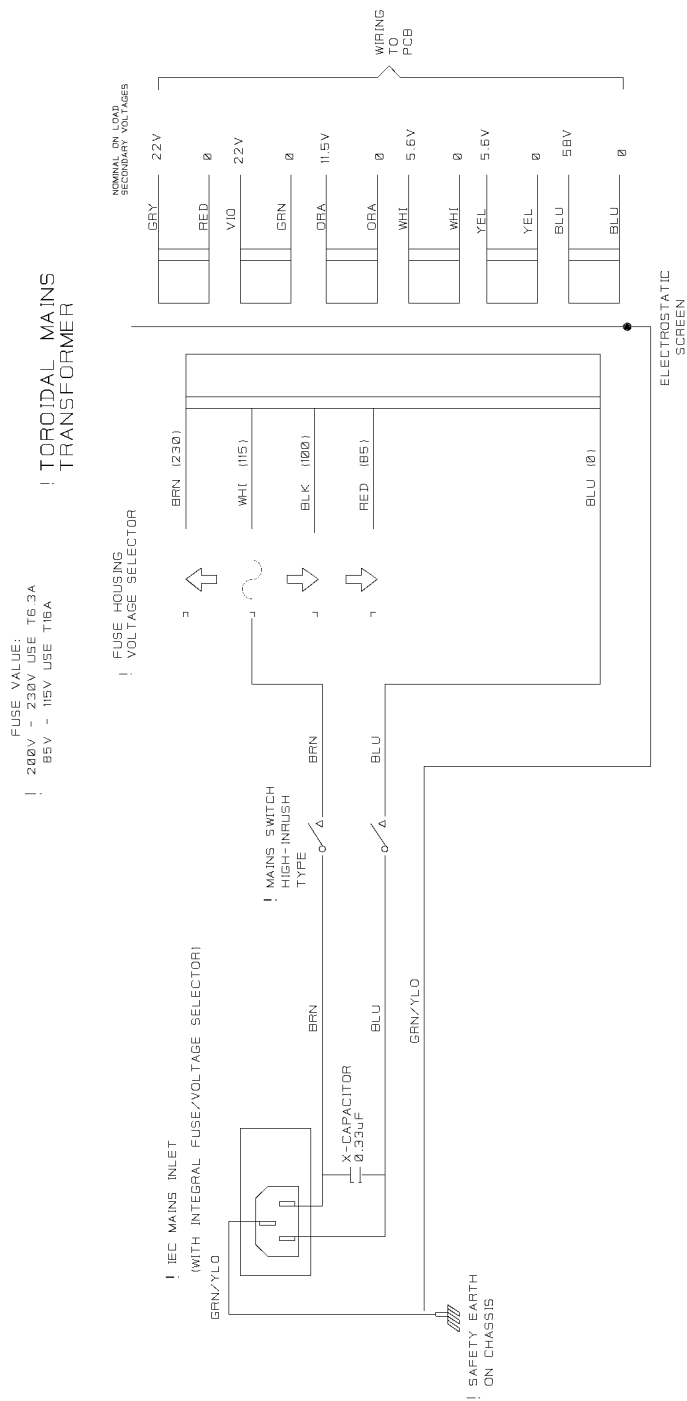 FUSE VALUE:
! 200V - 230V USE T6.3A
85V - 115V USE T16A
! TOROIDAL MAINS
TRANSFORMER
NOMINAL ON LOAD
SECONDARY VOLTAGES
! FUSE HOUSING
VOLTAGE SELECTOR
GRY 22V
BRN (230)
RED 0
! IEC MAINS INLET
(WITH INTEGRAL FUSE/VOLTAGE SELECTOR)
GRN/YLO
VIO 22V
WHI (115)
! MAINS SWITCH
HIGH-INRUSH
TYPE
GRN 0
BLK (100)
BRN
BRN
ORA 11.5V
X-CAPACITOR
0.33uF
RED (85)
ORA 0
BLU
BLU
WIRING
TO
PCB
WHI 5.6V
GRN/YLO
WHI 0
YEL 5.6V
! SAFETY EARTH
ON CHASSIS
YEL 0
BLU 58V
BLU (0)
BLU 0
ELECTROSTATIC
SCREEN